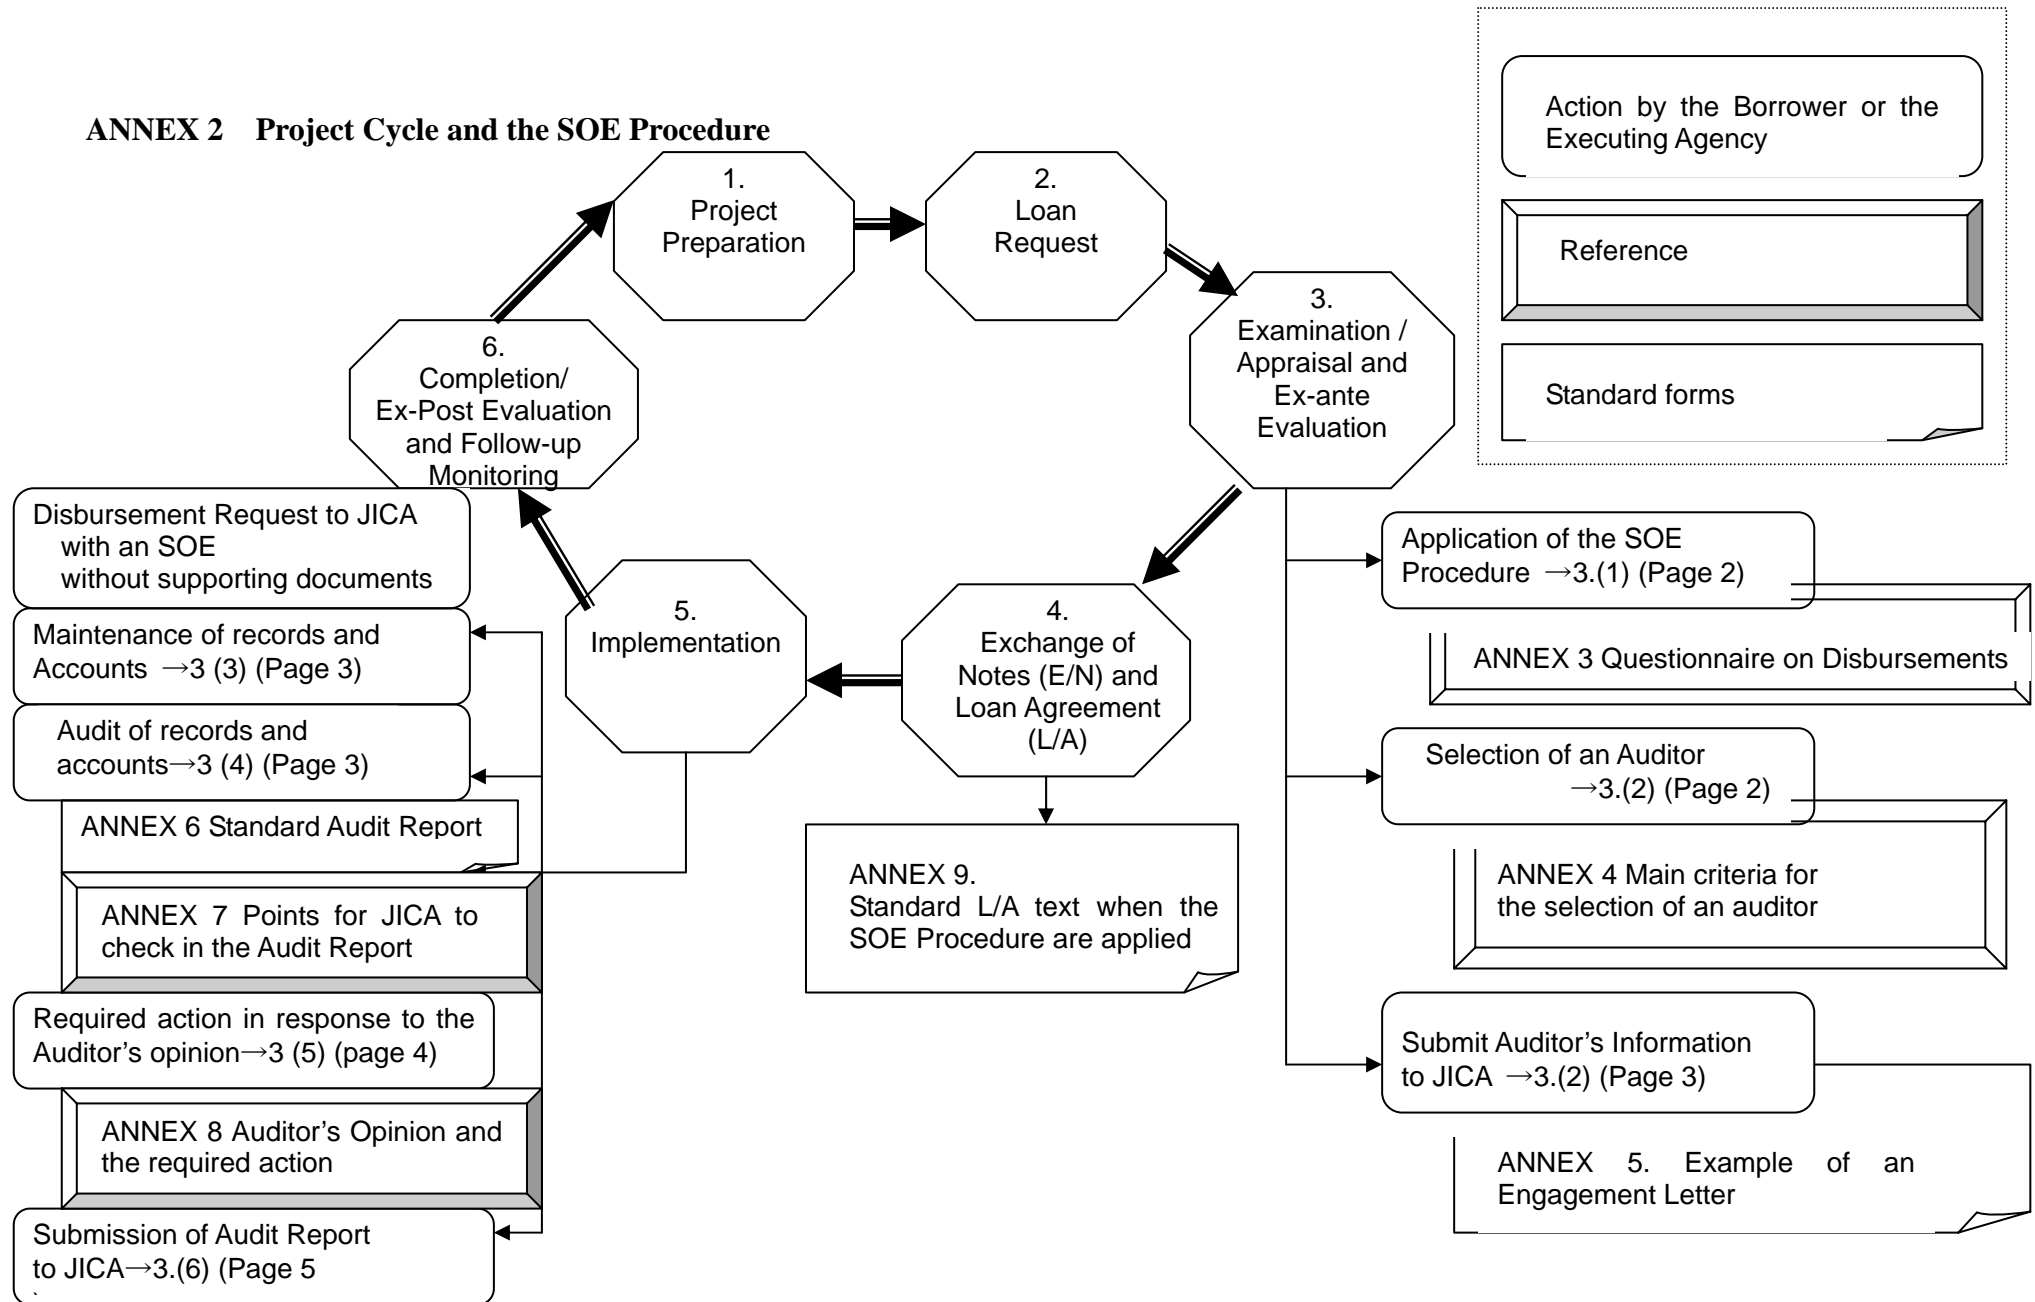 ANNEX 2 Project Cycle and the SOE Procedure
Action by the Borrower or the
Executing Agency
Reference
Standard forms
1.
Project
Preparation
2.
Loan
Request
3.
Examination /
Appraisal and
Ex-ante
Evaluation
4.
Exchange of
Notes (E/N) and
Loan Agreement
(L/A)
5.
Implementation
6.
Completion/
Ex-Post Evaluation
and Follow-up
Monitoring
Application of the SOE
Procedure →3.(1) (Page 2)
ANNEX 3 Questionnaire on Disbursements
Selection of an Auditor
→3.(2) (Page 2)
ANNEX 4 Main criteria for
the selection of an auditor
Submit Auditor's Information
to JICA →3.(2) (Page 3)
ANNEX 5. Example of an
Engagement Letter
ANNEX 9.
Standard L/A text when the
SOE Procedure are applied
Disbursement Request to JICA
with an SOE
without supporting documents
Maintenance of records and
Accounts →3 (3) (Page 3)
Audit of records and
accounts→3 (4) (Page 3)
ANNEX 6 Standard Audit Report
ANNEX 7 Points for JICA to
check in the Audit Report
Required action in response to the
Auditor's opinion→3 (5) (page 4)
ANNEX 8 Auditor's Opinion and
the required action
Submission of Audit Report
to JICA→3.(6) (Page 5